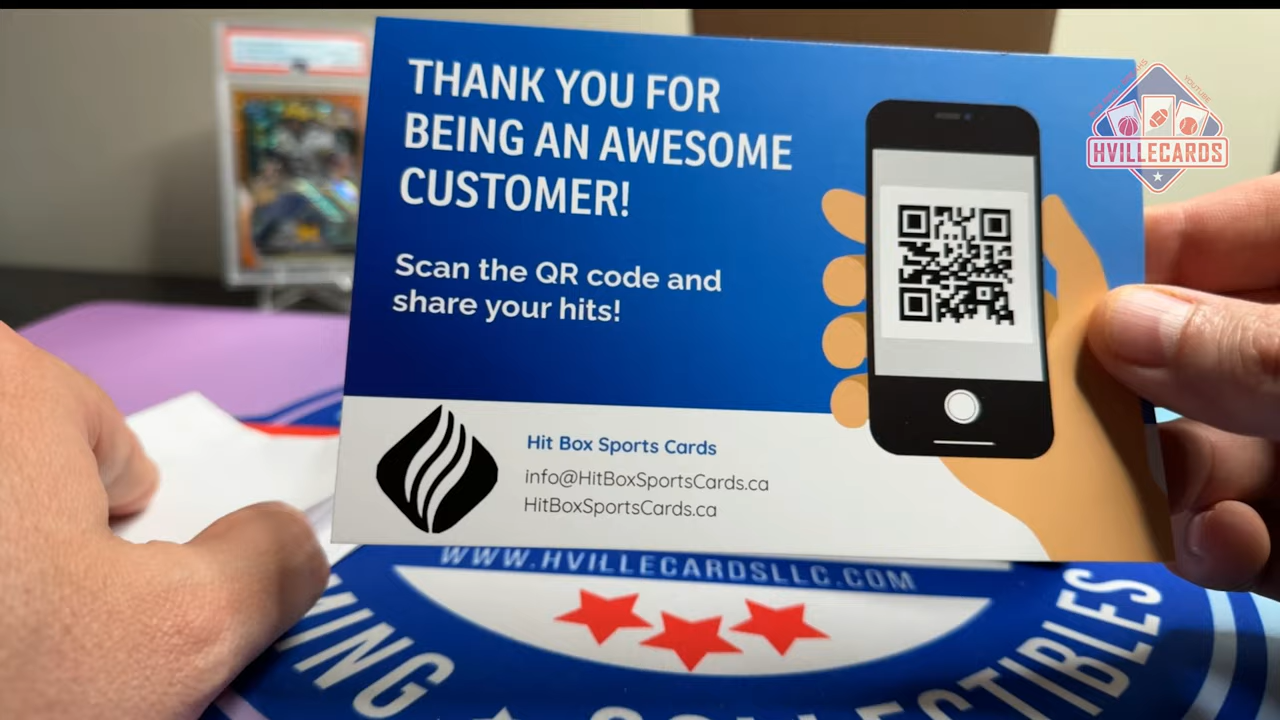 THANK YOU FOR
BEING AN AWESOME
CUSTOMER!
Scan the QR code and
share your hits!
Hit Box Sports Cards
info@HitBoxSportsCards.ca
HitBoxSportsCards.ca
HVILLECARDS
YOUTUBE
WWW.HVILLECARDSLLC.COM
COLLECTIBLES